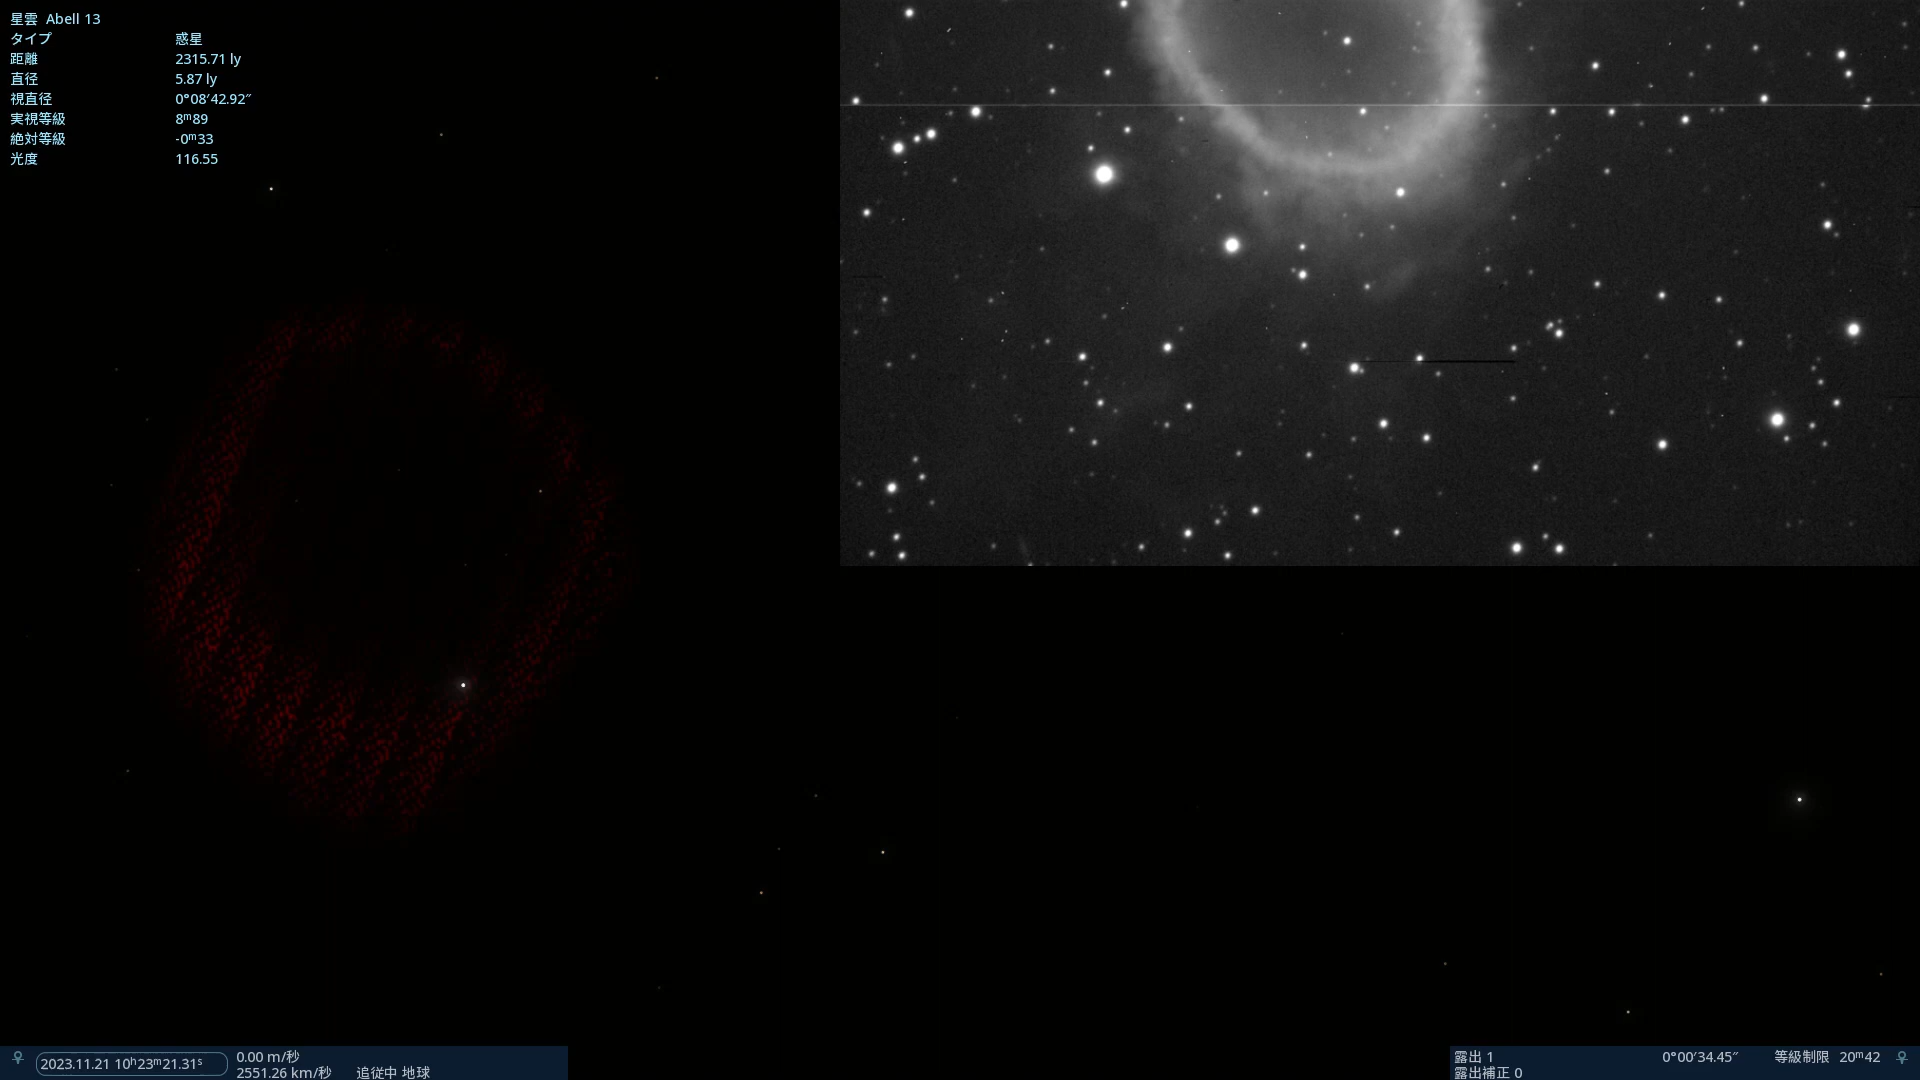 星雲 Abell 13
タイプ 惑星
距離 2315.71 ly
直径 5.87 ly
視直径 0°08′42.92″
実視等級 8ᵐ89
絶対等級 -0ᵐ33
光度 116.55
2023.11.21 10ʰ23ᵐ21.31ˢ
0.00 m/秒
2551.26 km/秒 追従中 地球
露出 1 0°00′34.45″ 等級制限 20ᵐ42
露出補正 0